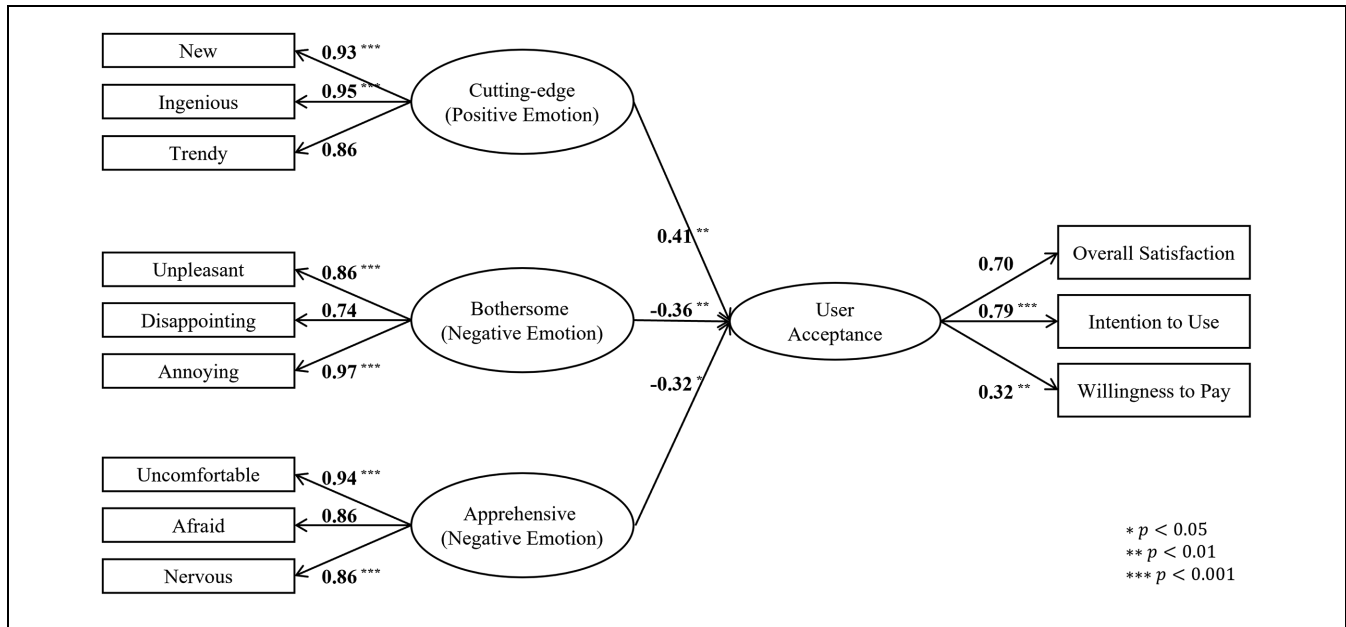 New
0.93 ***
Ingenious
0.95 ***
Trendy
0.86
Cutting-edge
(Positive Emotion)
0.41 **
Unpleasant
0.86 ***
Disappointing
0.74
Annoying
0.97 ***
Bothersome
(Negative Emotion)
-0.36 **
Uncomfortable
0.94 ***
Afraid
0.86
Nervous
0.86 ***
Apprehensive
(Negative Emotion)
-0.32 *
User
Acceptance
0.70
Overall Satisfaction
0.79 ***
Intention to Use
0.32 **
Willingness to Pay
* p < 0.05
** p < 0.01
*** p < 0.001